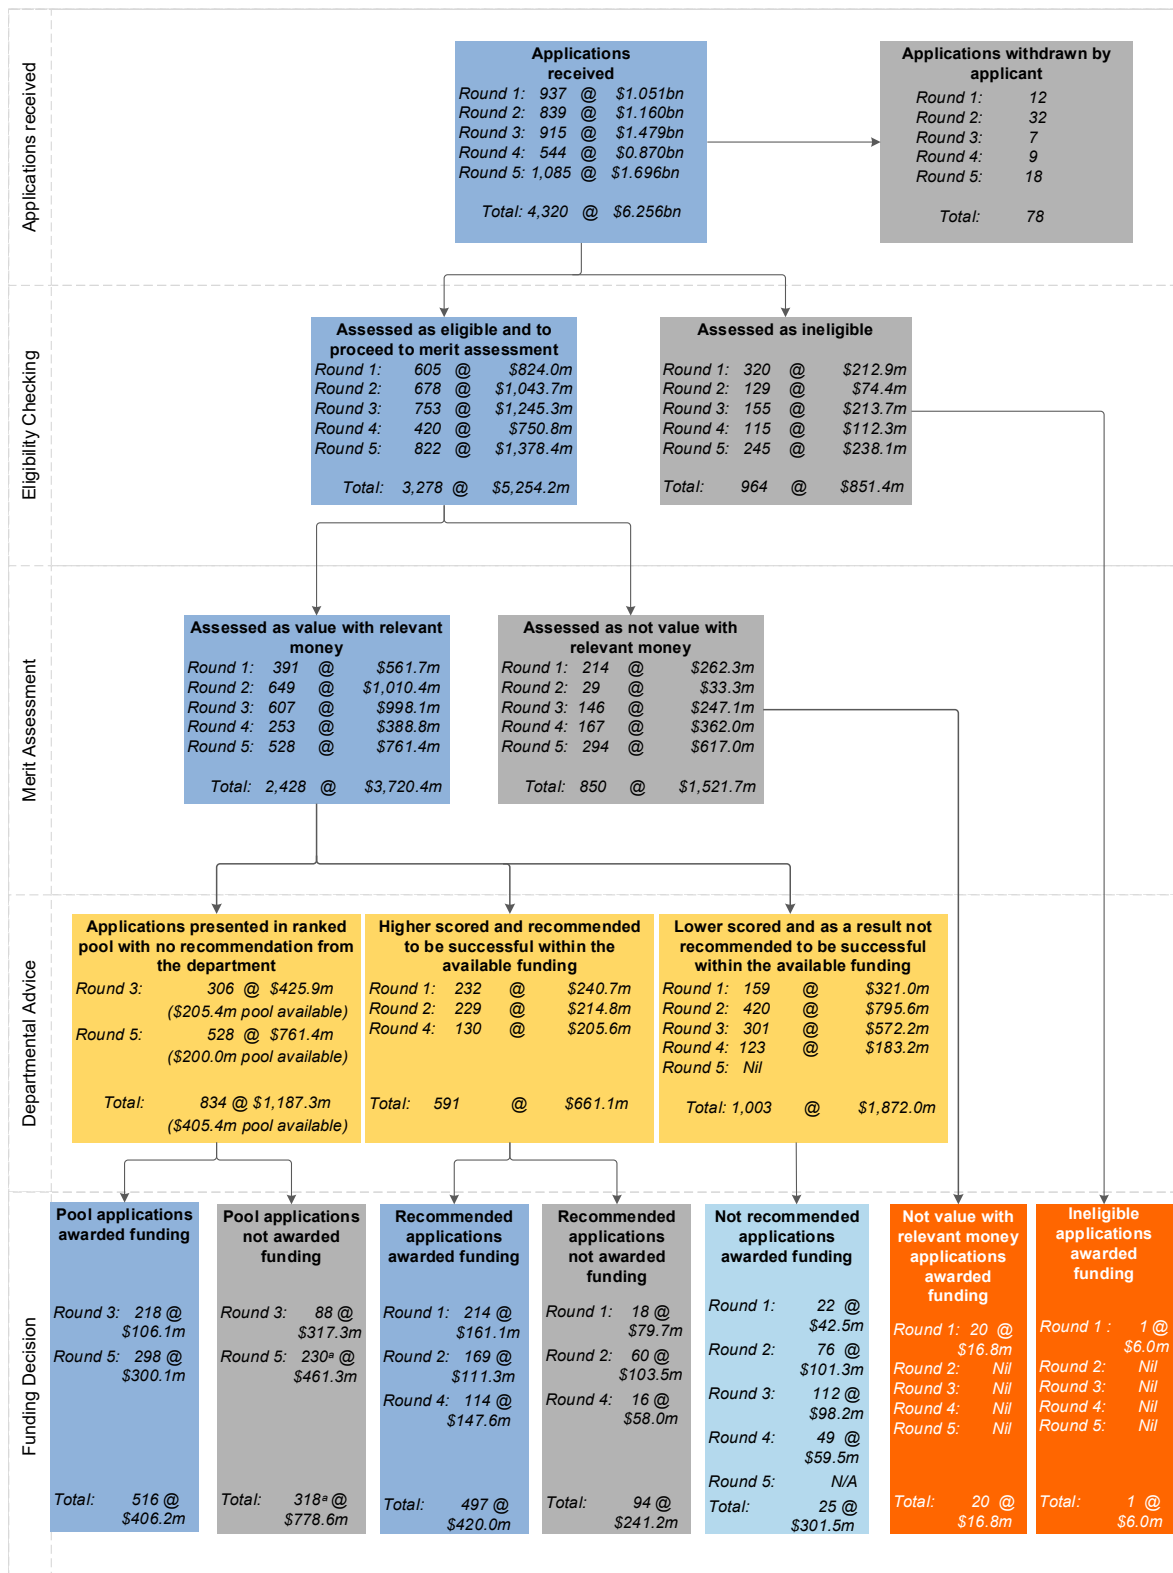 Applications received
Applications
received
Round 1: 937 @ $1.051bn
Round 2: 839 @ $1.160bn
Round 3: 915 @ $1.479bn
Round 4: 544 @ $0.870bn
Round 5: 1,085 @ $1.696bn
Total: 4,320 @ $6.256bn
Applications withdrawn by
applicant
Round 1: 12
Round 2: 32
Round 3: 7
Round 4: 9
Round 5: 18
Total: 78
Eligibility Checking
Assessed as eligible and to
proceed to merit assessment
Round 1: 605 @ $824.0m
Round 2: 678 @ $1,043.7m
Round 3: 753 @ $1,245.3m
Round 4: 420 @ $750.8m
Round 5: 822 @ $1,378.4m
Total: 3,278 @ $5,254.2m
Assessed as ineligible
Round 1: 320 @ $212.9m
Round 2: 129 @ $74.4m
Round 3: 155 @ $213.7m
Round 4: 115 @ $112.3m
Round 5: 245 @ $238.1m
Total: 964 @ $851.4m
Merit Assessment
Assessed as value with relevant
money
Round 1: 391 @ $561.7m
Round 2: 649 @ $1,010.4m
Round 3: 607 @ $998.1m
Round 4: 253 @ $388.8m
Round 5: 528 @ $761.4m
Total: 2,428 @ $3,720.4m
Assessed as not value with
relevant money
Round 1: 214 @ $262.3m
Round 2: 29 @ $33.3m
Round 3: 146 @ $247.1m
Round 4: 167 @ $362.0m
Round 5: 294 @ $617.0m
Total: 850 @ $1,521.7m
Departmental Advice
Applications presented in ranked
pool with no recommendation from
the department
Round 3: 306 @ $425.9m
($205.4m pool available)
Round 5: 528 @ $761.4m
($200.0m pool available)
Total: 834 @ $1,187.3m
($405.4m pool available)
Higher scored and recommended
to be successful within the
available funding
Round 1: 232 @ $240.7m
Round 2: 229 @ $214.8m
Round 4: 130 @ $205.6m
Total: 591 @ $661.1m
Lower scored and as a result not
recommended to be successful
within the available funding
Round 1: 159 @ $321.0m
Round 2: 420 @ $795.6m
Round 3: 301 @ $572.2m
Round 4: 123 @ $183.2m
Round 5: Nil
Total: 1,003 @ $1,872.0m
Funding Decision
Pool applications
awarded funding
Round 3: 218 @
$106.1m
Round 5: 298 @
$300.1m
Total: 516 @
$406.2m
Pool applications
not awarded
funding
Round 3: 88 @
$317.3m
Round 5: 230ª @
$461.3m
Total: 318ª @
$778.6m
Recommended
applications
awarded funding
Round 1: 214 @
$161.1m
Round 2: 169 @
$111.3m
Round 4: 114 @
$147.6m
Total: 497 @
$420.0m
Recommended
applications
not awarded
funding
Round 1: 18 @
$79.7m
Round 2: 60 @
$103.5m
Round 4: 16 @
$58.0m
Total: 94 @
$241.2m
Not recommended
applications
awarded funding
Round 1: 22 @
$42.5m
Round 2: 76 @
$101.3m
Round 3: 112 @
$98.2m
Round 4: 49 @
$59.5m
Round 5: N/A
Total: 25 @
$301.5m
Not value with
relevant money
applications
awarded
funding
Round 1: 20 @
$16.8m
Round 2: Nil
Round 3: Nil
Round 4: Nil
Round 5: Nil
Total: 20 @
$16.8m
Ineligible
applications
awarded
funding
Round 1 : 1 @
$6.0m
Round 2: Nil
Round 3: Nil
Round 4: Nil
Round 5: Nil
Total: 1 @
$6.0m